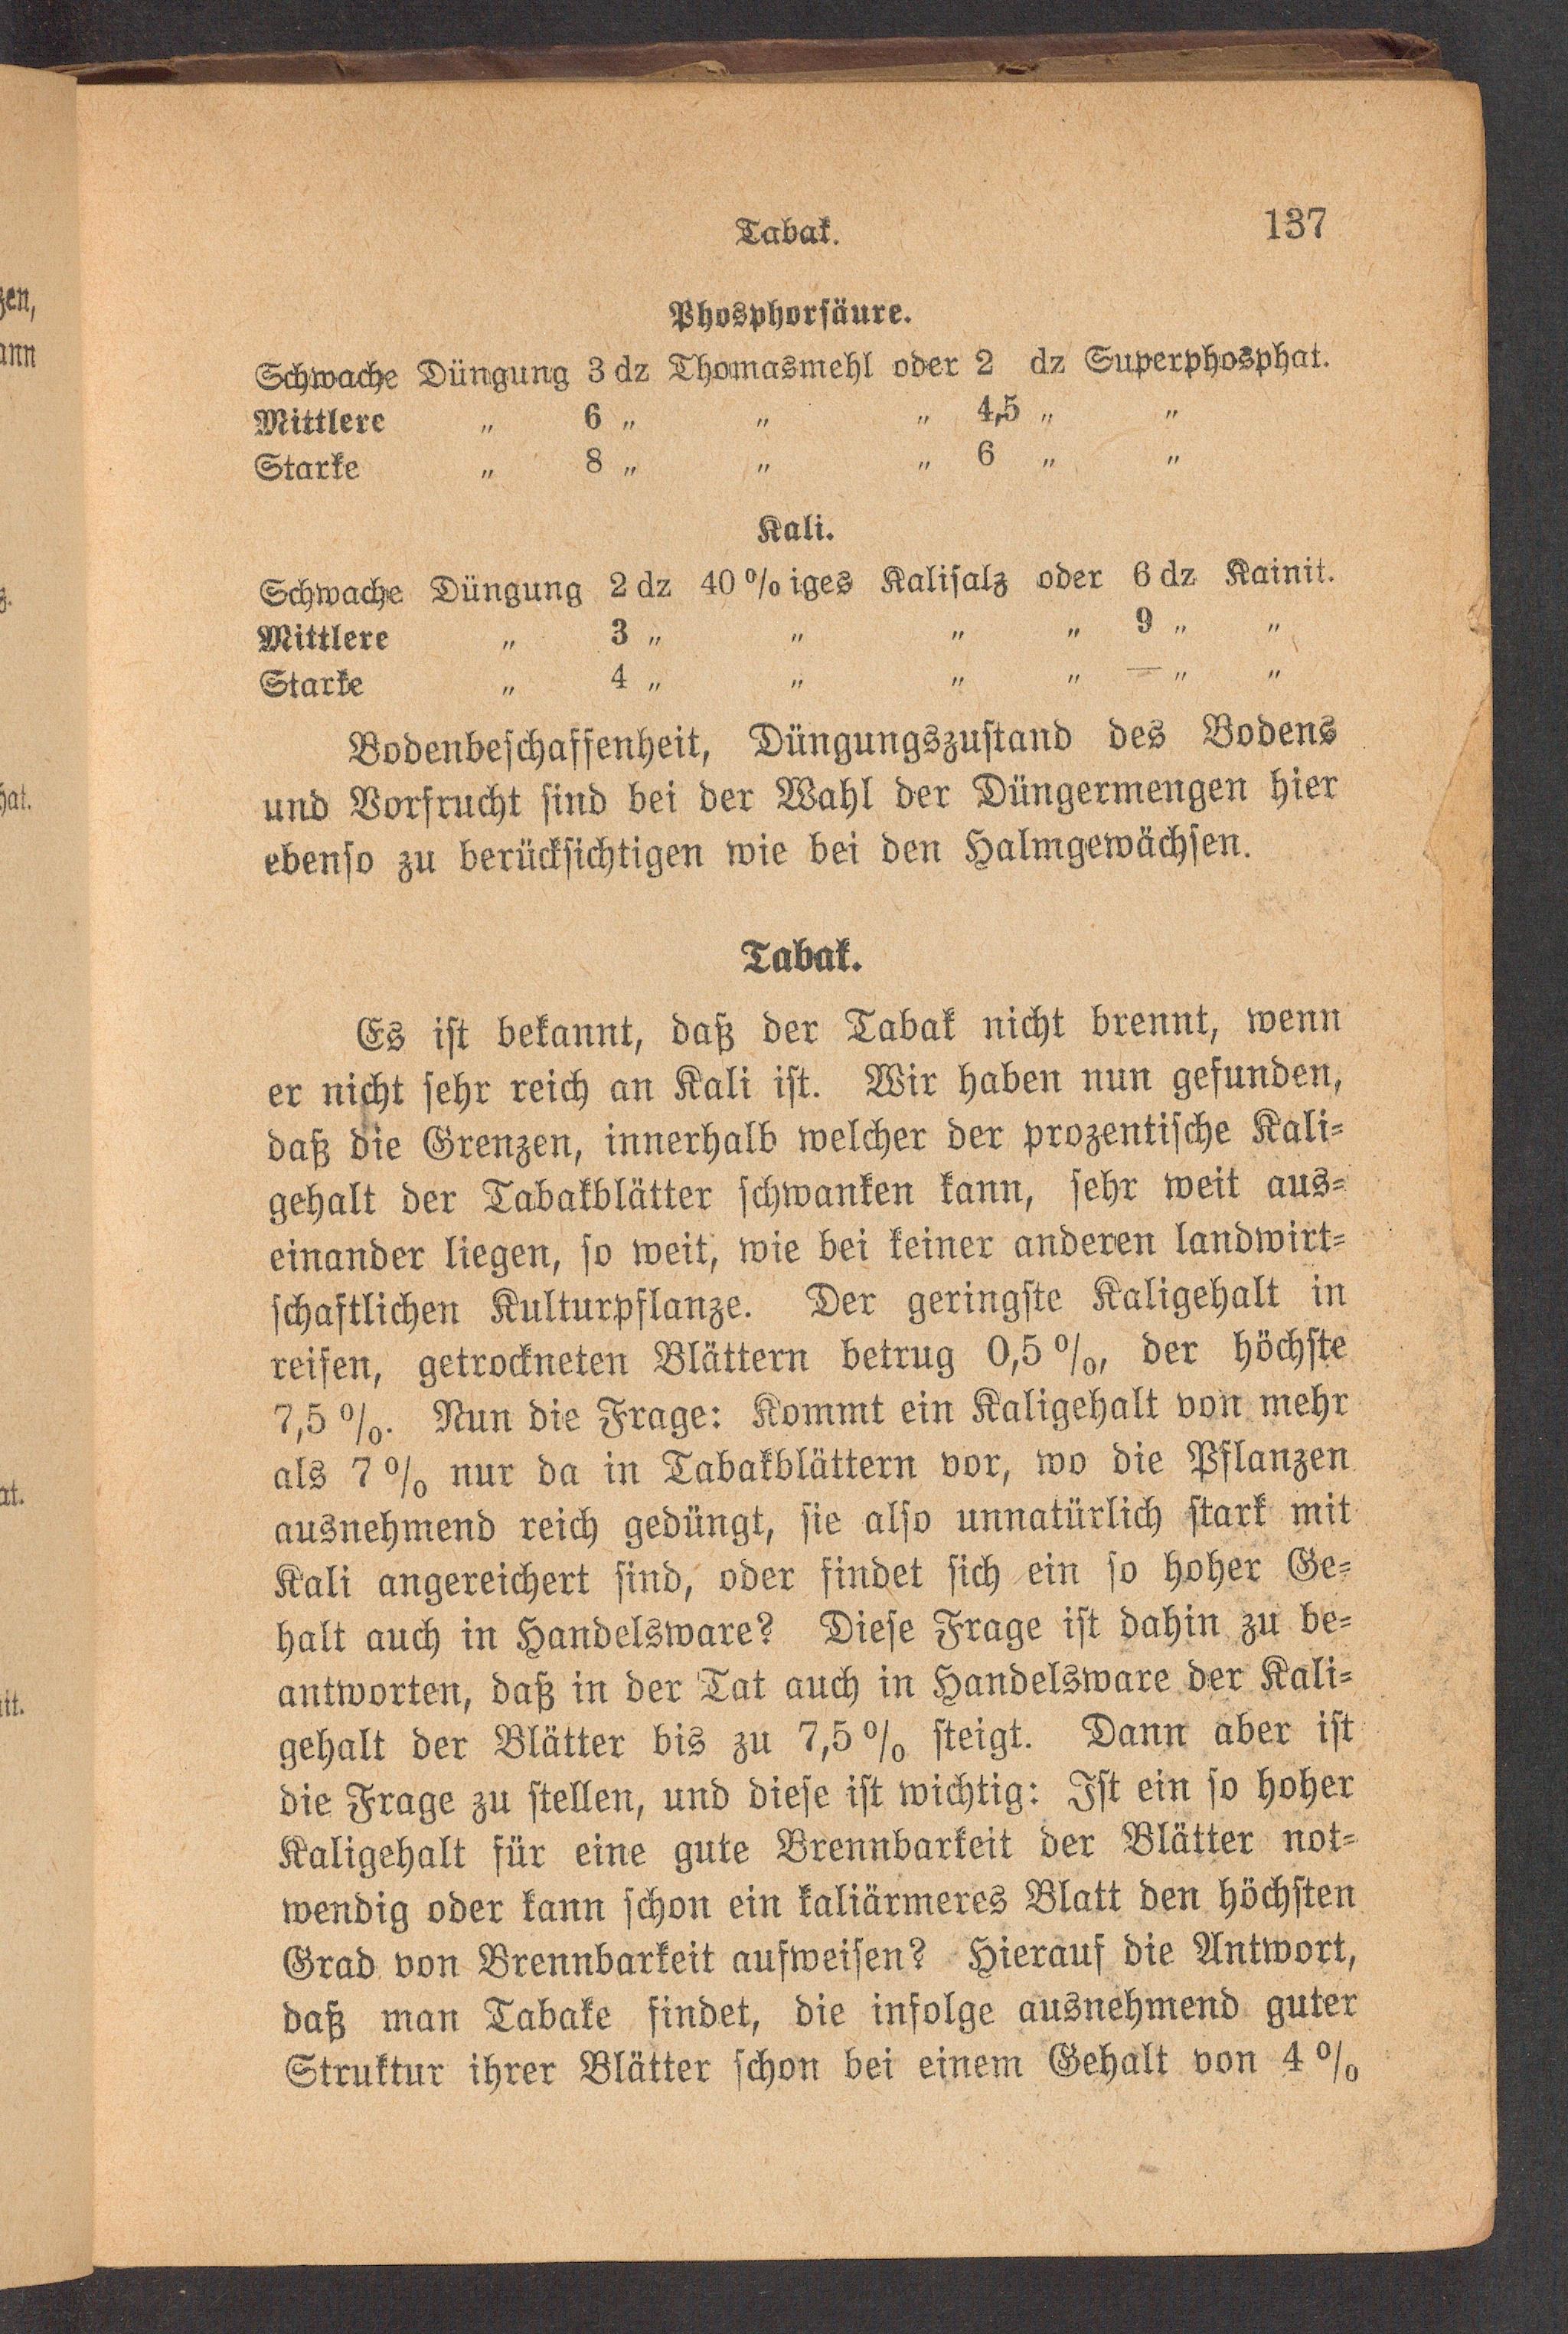 Tabak. 137
Phosphorsäure.
Schwache Düngung 3 dz Thomasmehl oder 2 dz Superphosphat.
Mittlere „ 6 „ „ „ 4,5 „ „
Starke „ 8 „ „ „ 6 „ „
Kali.
Schwache Düngung 2 dz 40 % iges Kalisalz oder 6 dz Kainit.
Mittlere „ 3 „ „ „ „ 9 „ „
Starke „ 4 „ „ „ „ — „ „
Bodenbeschaffenheit, Düngungszustand des Bodens
und Vorfrucht sind bei der Wahl der Düngermengen hier
ebenso zu berücksichtigen wie bei den Halmgewächsen.
Tabak.
Es ist bekannt, daß der Tabak nicht brennt, wenn
er nicht sehr reich an Kali ist. Wir haben nun gefunden,
daß die Grenzen, innerhalb welcher der prozentische Kali-
gehalt der Tabakblätter schwanken kann, sehr weit aus-
einander liegen, so weit, wie bei keiner anderen landwirt-
schaftlichen Kulturpflanze. Der geringste Kaligehalt in
reifen, getrockneten Blättern betrug 0,5 %, der höchste
7,5 %. Nun die Frage: Kommt ein Kaligehalt von mehr
als 7 % nur da in Tabakblättern vor, wo die Pflanzen
ausnehmend reich gedüngt, sie also unnatürlich stark mit
Kali angereichert sind, oder findet sich ein so hoher Ge-
halt auch in Handelsware? Diese Frage ist dahin zu be-
antworten, daß in der Tat auch in Handelsware der Kali-
gehalt der Blätter bis zu 7,5 % steigt. Dann aber ist
die Frage zu stellen, und diese ist wichtig: Ist ein so hoher
Kaligehalt für eine gute Brennbarkeit der Blätter not-
wendig oder kann schon ein kaliärmeres Blatt den höchsten
Grad von Brennbarkeit aufweisen? Hierauf die Antwort,
daß man Tabake findet, die infolge ausnehmend guter
Struktur ihrer Blätter schon bei einem Gehalt von 4 %